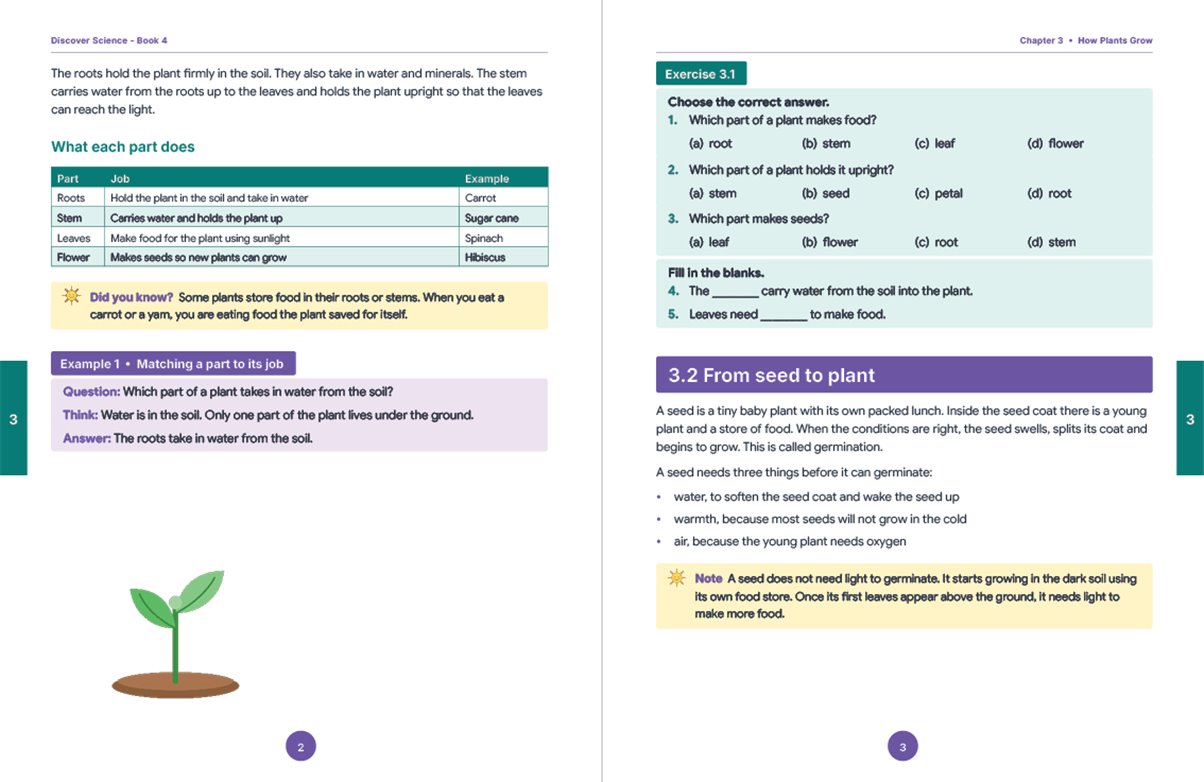 Discover Science - Book 4
The roots hold the plant firmly in the soil. They also take in water and minerals. The stem
carries water from the roots up to the leaves and holds the plant upright so that the leaves
can reach the light.
What each part does
Part Job Example
Roots Hold the plant in the soil and take in water Carrot
Stem Carries water and holds the plant up Sugar cane
Leaves Make food for the plant using sunlight Spinach
Flower Makes seeds so new plants can grow Hibiscus
Did you know? Some plants store food in their roots or stems. When you eat a
carrot or a yam, you are eating food the plant saved for itself.
Example 1 • Matching a part to its job
Question: Which part of a plant takes in water from the soil?
Think: Water is in the soil. Only one part of the plant lives under the ground.
Answer: The roots take in water from the soil.
3
2
Chapter 3 • How Plants Grow
Exercise 3.1
Choose the correct answer.
1. Which part of a plant makes food?
(a) root (b) stem (c) leaf (d) flower
2. Which part of a plant holds it upright?
(a) stem (b) seed (c) petal (d) root
3. Which part makes seeds?
(a) leaf (b) flower (c) root (d) stem
Fill in the blanks.
4. The _______ carry water from the soil into the plant.
5. Leaves need _______ to make food.
3.2 From seed to plant
A seed is a tiny baby plant with its own packed lunch. Inside the seed coat there is a young
plant and a store of food. When the conditions are right, the seed swells, splits its coat and
begins to grow. This is called germination.
A seed needs three things before it can germinate:
• water, to soften the seed coat and wake the seed up
• warmth, because most seeds will not grow in the cold
• air, because the young plant needs oxygen
Note A seed does not need light to germinate. It starts growing in the dark soil using
its own food store. Once its first leaves appear above the ground, it needs light to
make more food.
3
3